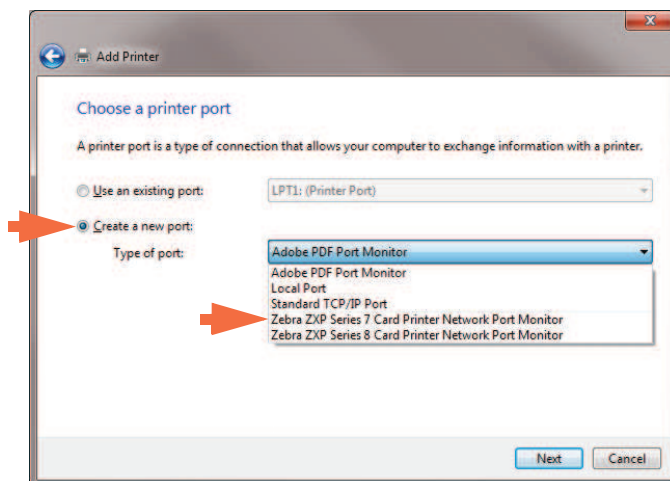 Add Printer
Choose a printer port
A printer port is a type of connection that allows your computer to exchange information with a printer.
Use an existing port:
LPT1: (Printer Port)
Create a new port:
Type of port:
Adobe PDF Port Monitor
Adobe PDF Port Monitor
Local Port
Standard TCP/IP Port
Zebra ZXP Series 7 Card Printer Network Port Monitor
Zebra ZXP Series 8 Card Printer Network Port Monitor
Next
Cancel